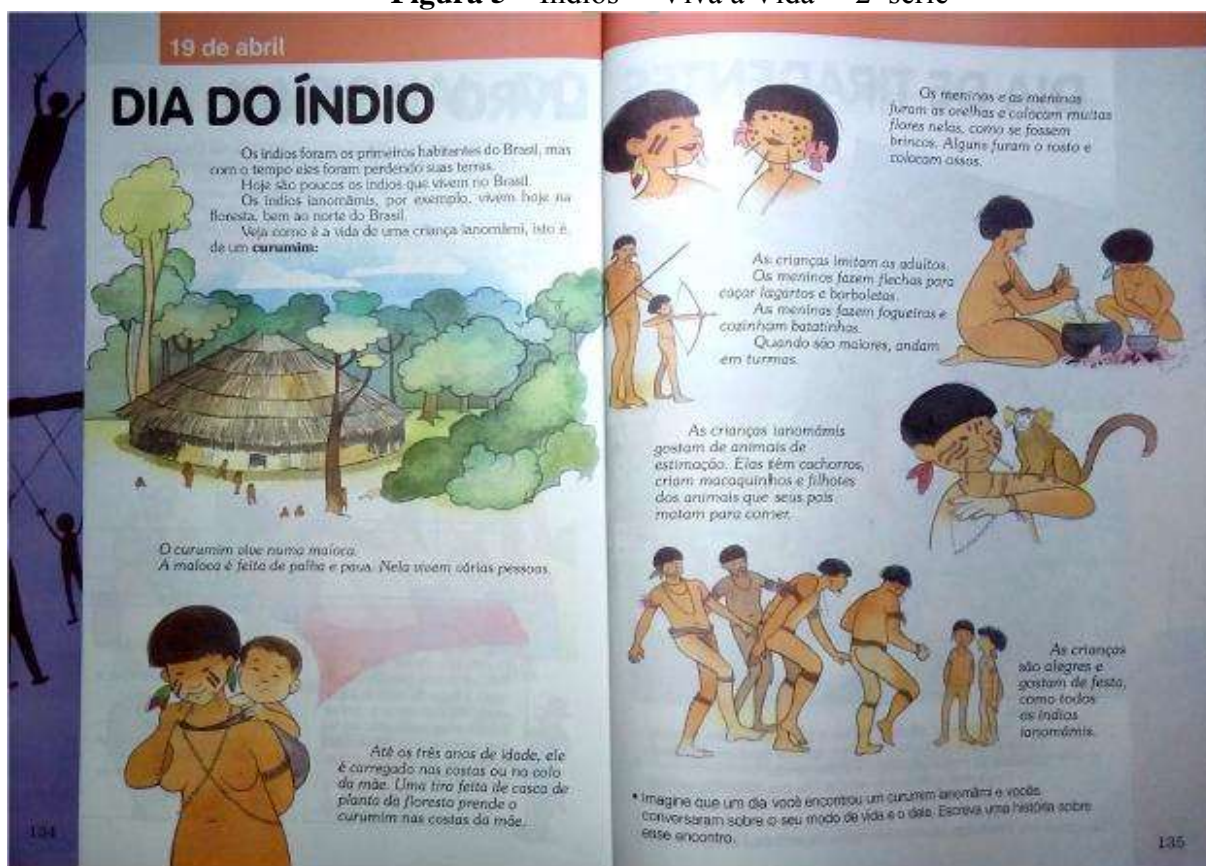 Figura 5 – Índios – "Viva a Vida" – 2ª série
19 de abril
DIA DO ÍNDIO
Os índios foram os primeiros habitantes do Brasil, mas
com o tempo eles foram perdendo suas terras.
Hoje são poucos os índios que vivem no Brasil.
Os índios ianomâmis, por exemplo, vivem hoje na
floresta, bem ao norte do Brasil.
Veja como é a vida de uma criança ianomâmi, isto é,
de um curumim:
O curumim vive numa maloca.
A maloca é feita de palha e paus. Nela vivem várias pessoas.
Até os três anos de idade, ele
é carregado nas costas ou no colo
da mãe. Uma tira feita de casca de
planta da floresta prende o
curumim nas costas da mãe.
134
Os meninos e as meninas
furam as orelhas e colocam muitas
flores nelas, como se fossem
brincos. Alguns furam o rosto e
colocam ossos.
As crianças imitam os adultos.
Os meninos fazem flechas para
caçar lagartos e borboletas.
As meninas fazem fogueiras e
cozinham batatinhas.
Quando são maiores, andam
em turmas.
As crianças ianomâmis
gostam de animais de
estimação. Elas têm cachorros,
criam macaquinhos e filhotes
dos animais que seus pais
matam para comer.
As crianças
são alegres e
gostam de festa,
como todos
os índios
ianomâmis.
• Imagine que um dia você encontrou um curumim ianomâmi e vocês
conversaram sobre o seu modo de vida e o dele. Escreva uma história sobre
esse encontro.
135